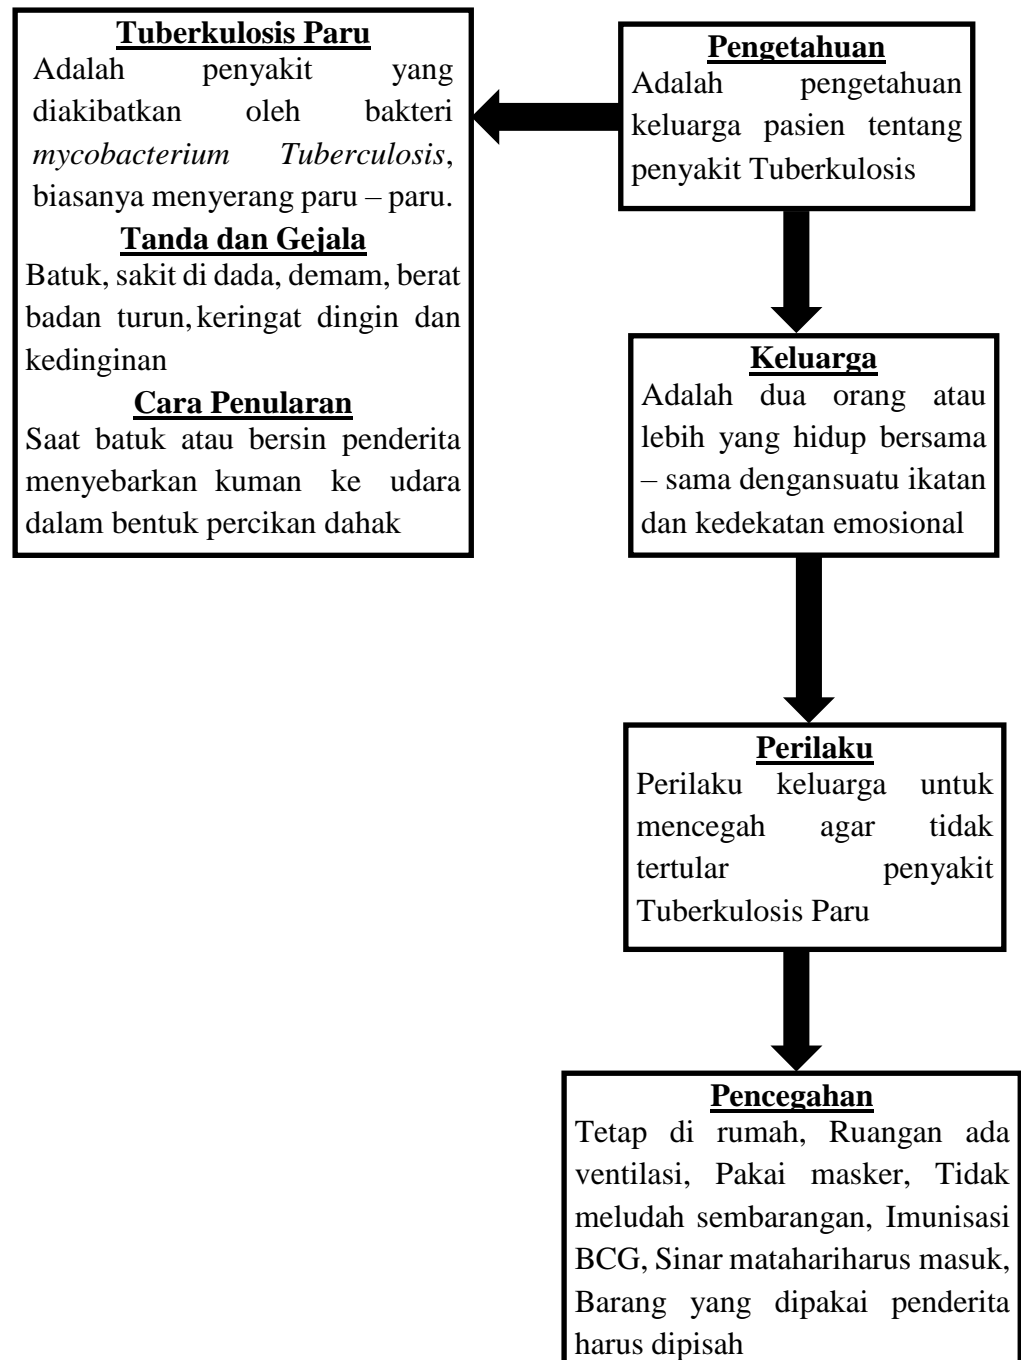 Tuberkulosis Paru
Adalah penyakit yang
diakibatkan oleh bakteri
mycobacterium Tuberculosis,
biasanya menyerang paru – paru.
Tanda dan Gejala
Batuk, sakit di dada, demam, berat
badan turun, keringat dingin dan
kedinginan
Cara Penularan
Saat batuk atau bersin penderita
menyebarkan kuman ke udara
dalam bentuk percikan dahak
Pengetahuan
Adalah pengetahuan
keluarga pasien tentang
penyakit Tuberkulosis
Keluarga
Adalah dua orang atau
lebih yang hidup bersama
– sama dengansuatu ikatan
dan kedekatan emosional
Perilaku
Perilaku keluarga untuk
mencegah agar tidak
tertular penyakit
Tuberkulosis Paru
Pencegahan
Tetap di rumah, Ruangan ada
ventilasi, Pakai masker, Tidak
meludah sembarangan, Imunisasi
BCG, Sinar matahariharus masuk,
Barang yang dipakai penderita
harus dipisah